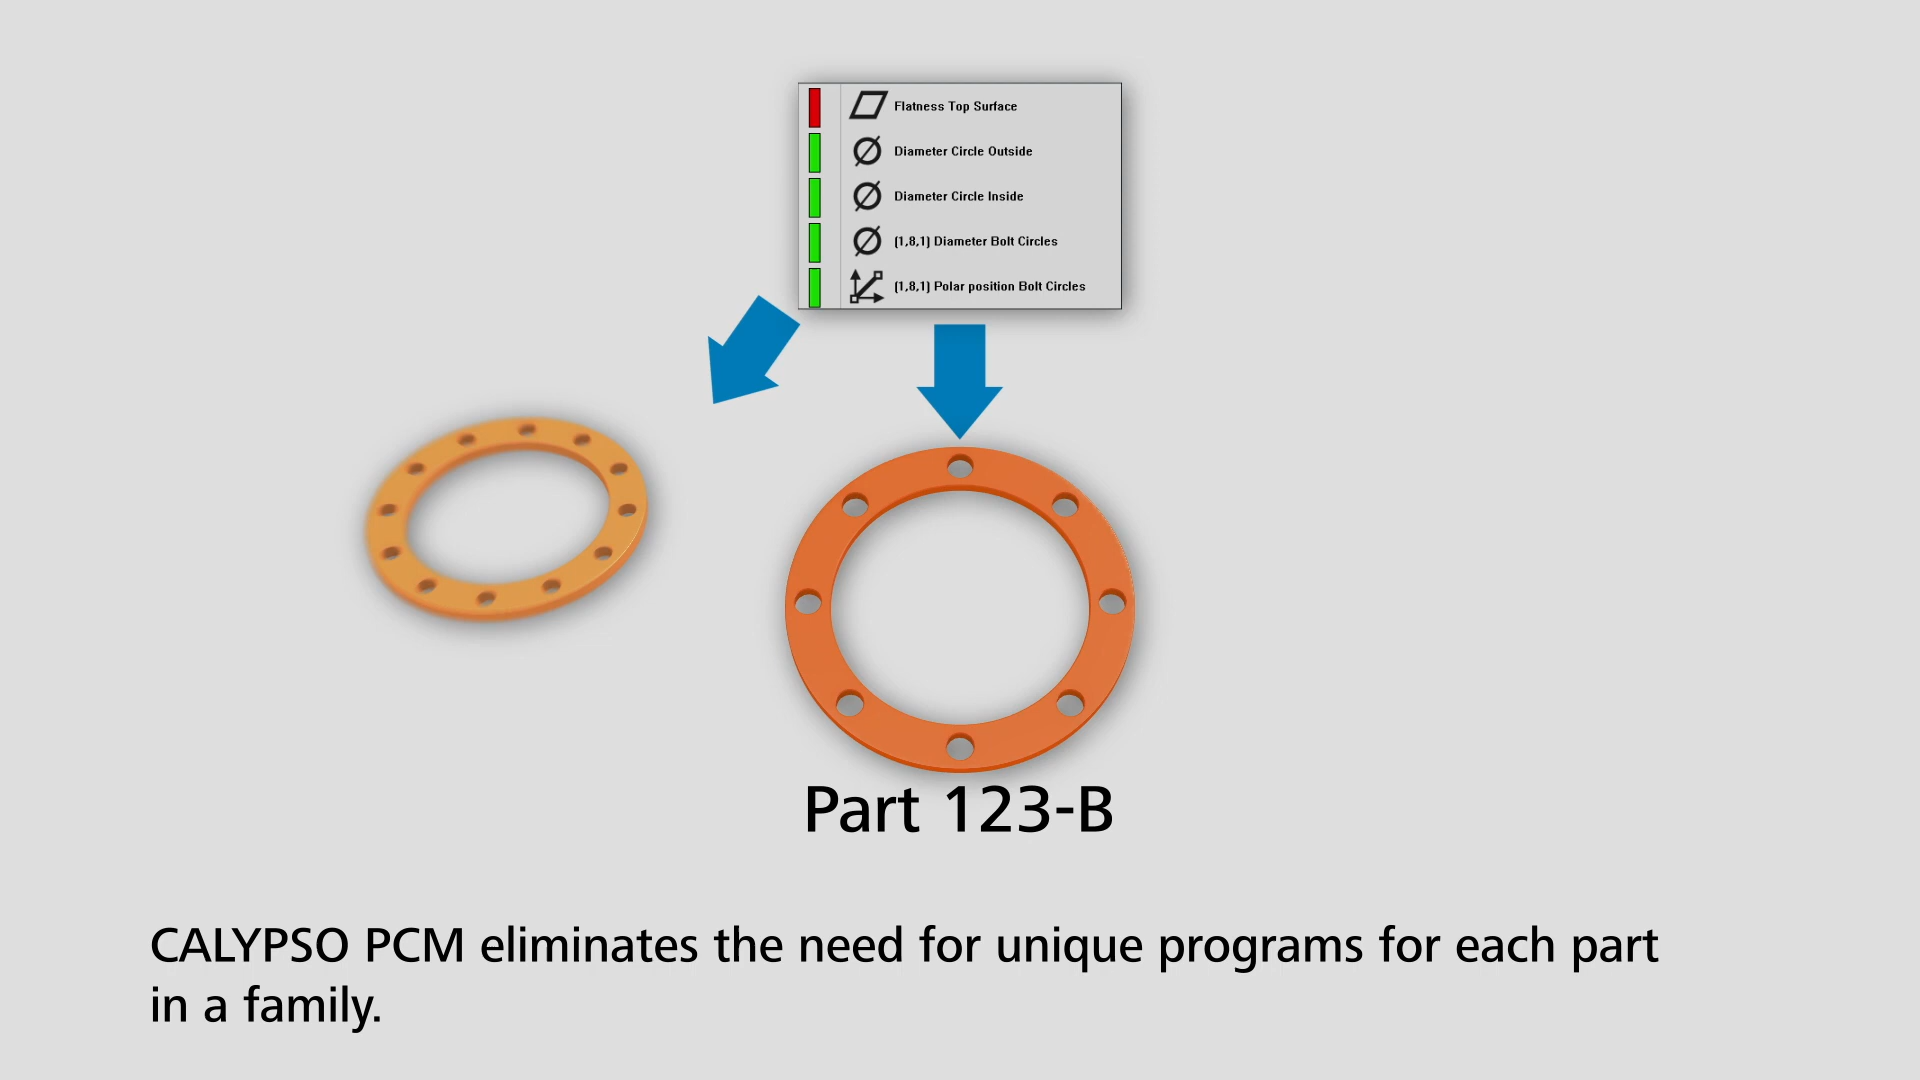 Flatness Top Surface
Diameter Circle Outside
Diameter Circle Inside
(1,8,1) Diameter Bolt Circles
(1,8,1) Polar position Bolt Circles
Part 123-B
CALYPSO PCM eliminates the need for unique programs for each part
in a family.